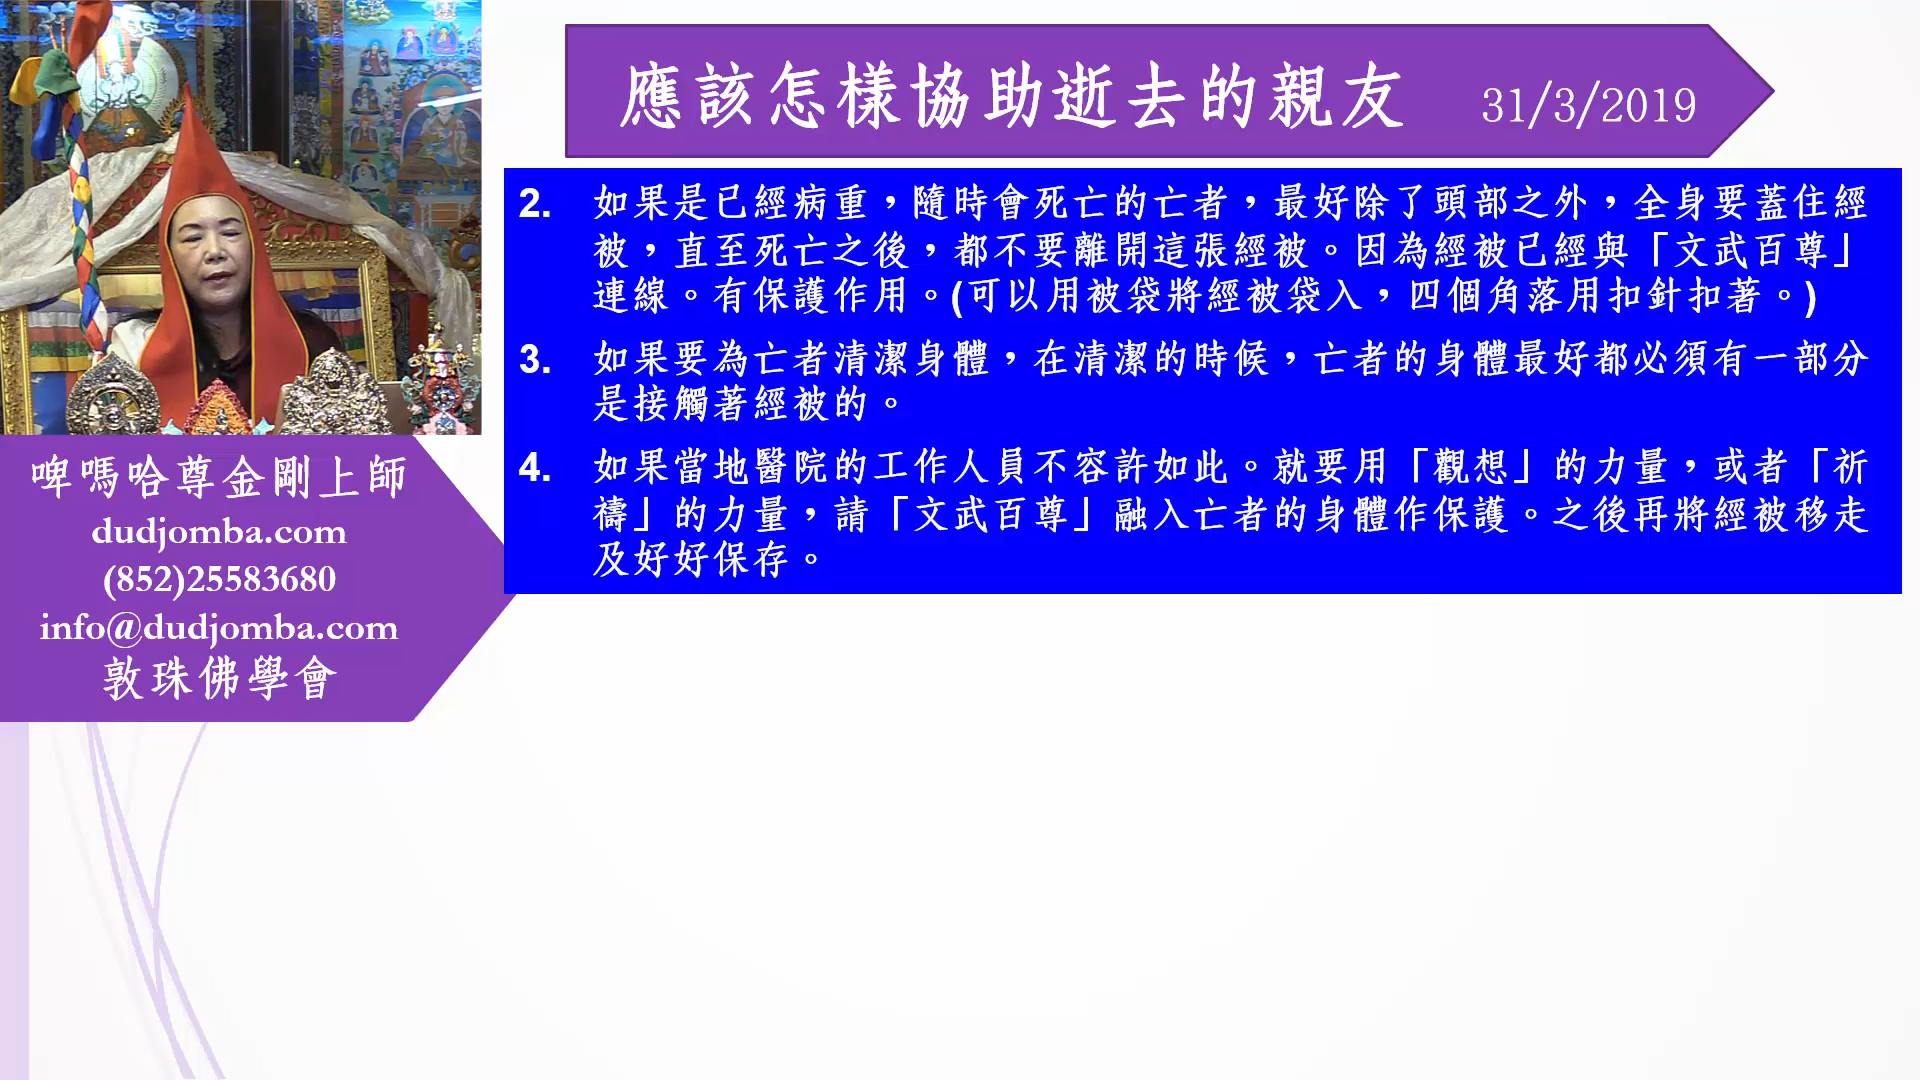 應該怎樣協助逝去的親友 31/3/2019
2. 如果是已經病重，隨時會死亡的亡者，最好除了頭部之外，全身要蓋住經
被，直至死亡之後，都不要離開這張經被。因為經被已經與「文武百尊」
連線。有保護作用。(可以用被袋將經被袋入，四個角落用扣針扣著。)
3. 如果要為亡者清潔身體，在清潔的時候，亡者的身體最好都必須有一部分
是接觸著經被的。
4. 如果當地醫院的工作人員不容許如此。就要用「觀想」的力量，或者「祈
禱」的力量，請「文武百尊」融入亡者的身體作保護。之後再將經被移走
及好好保存。
啤嗎哈尊金剛上師
dudjomba.com
(852)25583680
info@dudjomba.com
敦珠佛學會